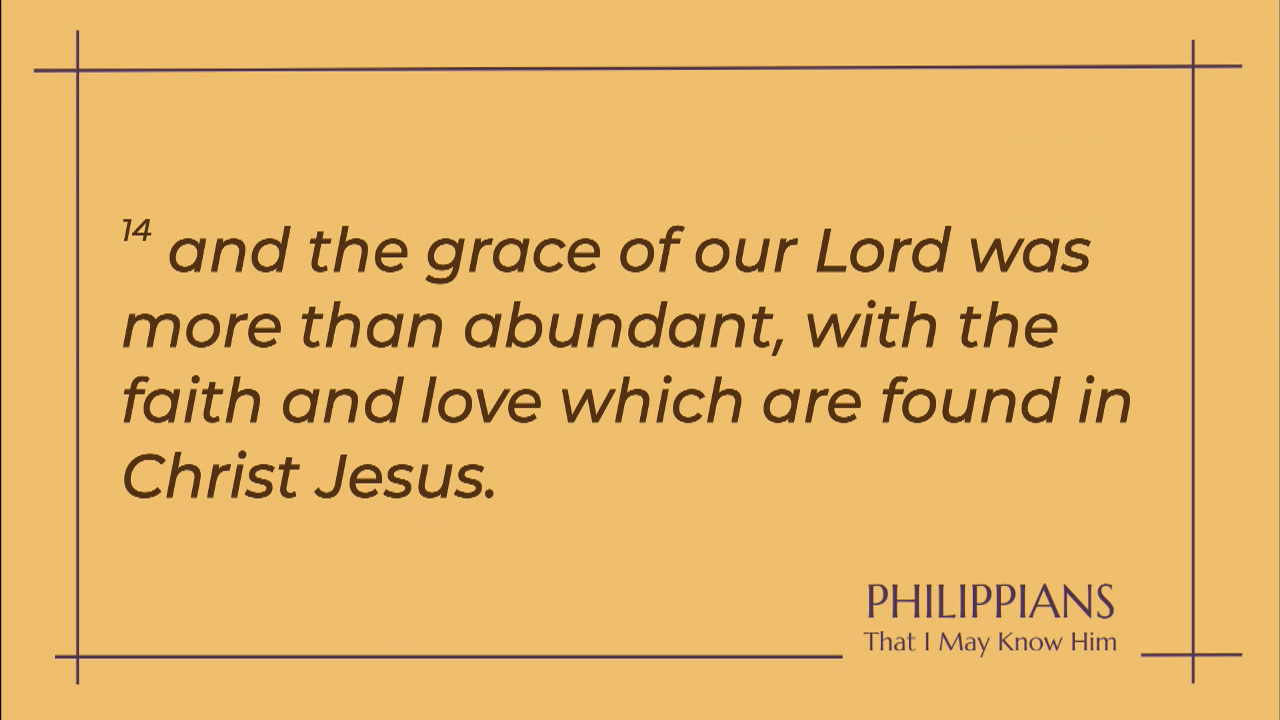 14 and the grace of our Lord was
more than abundant, with the
faith and love which are found in
Christ Jesus.
PHILIPPIANS
That I May Know Him